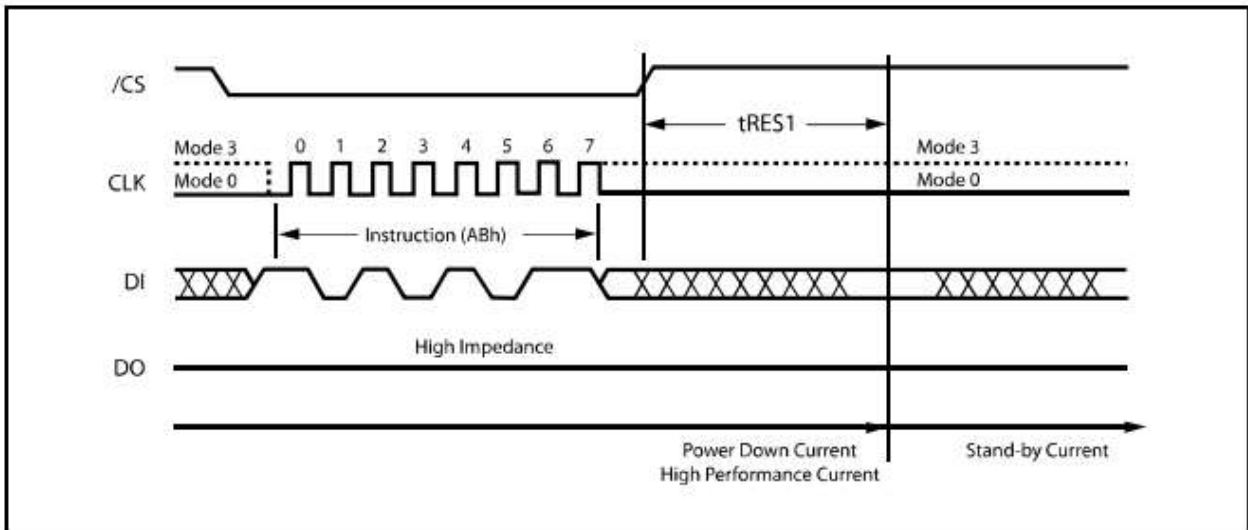 /CS
tRES1
Mode 3
0 1 2 3 4 5 6 7
Mode 3
CLK
Mode 0
Mode 0
Instruction (ABh)
DI
High Impedance
DO
Power Down Current
High Performance Current
Stand-by Current